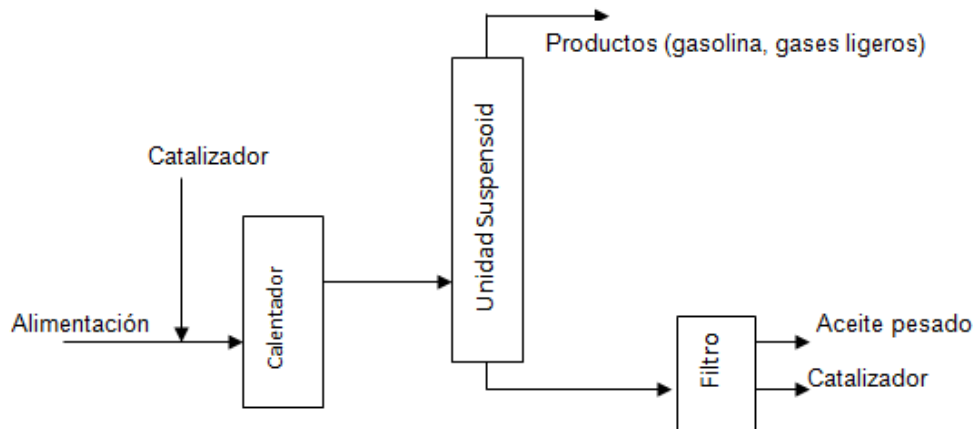 Productos (gasolina, gases ligeros)
Unidad Suspensoid
Catalizador
Calentador
Alimentación
Filtro
Aceite pesado
Catalizador